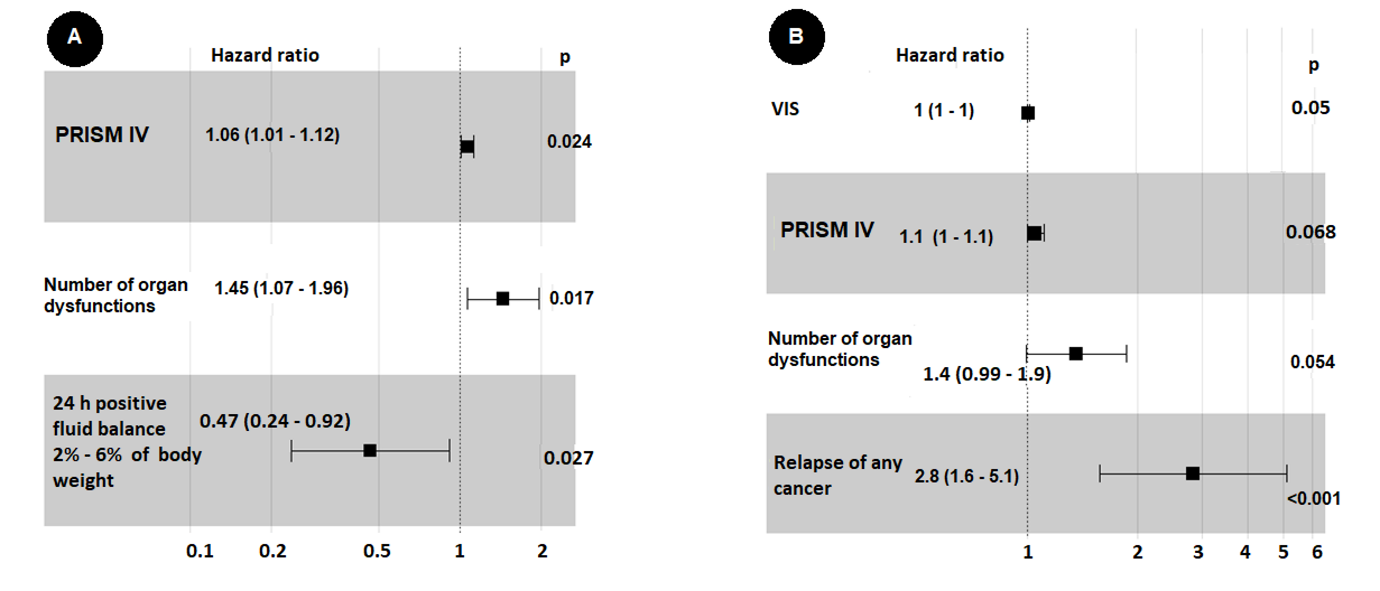 A
Hazard ratio
p
PRISM IV
1.06 (1.01 - 1.12)
0.024
Number of organ
dysfunctions
1.45 (1.07 - 1.96)
0.017
24 h positive
fluid balance
2% - 6% of body
weight
0.47 (0.24 - 0.92)
0.027
0.1 0.2 0.5 1 2
B
Hazard ratio
p
VIS
1 (1 - 1)
0.05
PRISM IV
1.1 (1 - 1.1)
0.068
Number of organ
dysfunctions
1.4 (0.99 - 1.9)
0.054
Relapse of any
cancer
2.8 (1.6 - 5.1)
<0.001
1 2 3 4 5 6